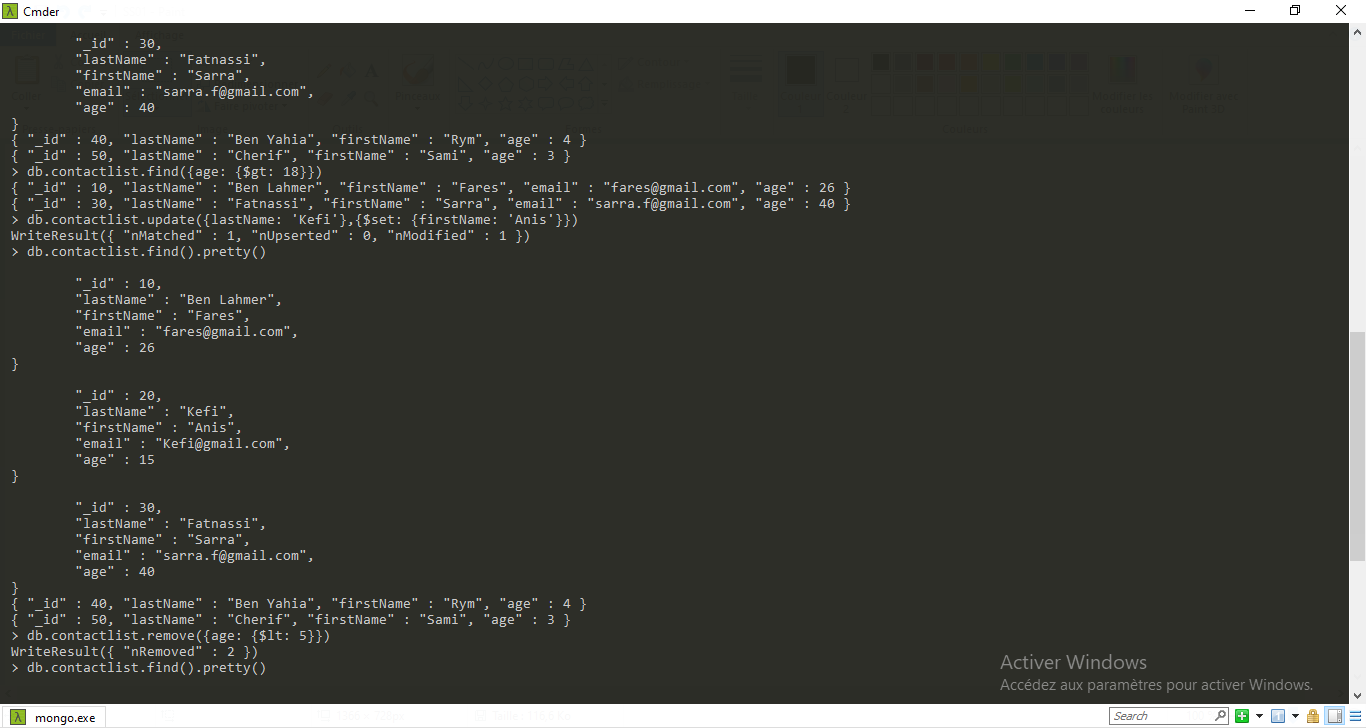 Cmder
"_id" : 30,
"lastName" : "Fatnassi",
"firstName" : "Sarra",
"email" : "sarra.f@gmail.com",
"age" : 40
}
{ "_id" : 40, "lastName" : "Ben Yahia", "firstName" : "Rym", "age" : 4 }
{ "_id" : 50, "lastName" : "Cherif", "firstName" : "Sami", "age" : 3 }
> db.contactlist.find({age: {$gt: 18}})
{ "_id" : 10, "lastName" : "Ben Lahmer", "firstName" : "Fares", "email" : "fares@gmail.com", "age" : 26 }
{ "_id" : 30, "lastName" : "Fatnassi", "firstName" : "Sarra", "email" : "sarra.f@gmail.com", "age" : 40 }
> db.contactlist.update({lastName: 'Kefi'},{$set: {firstName: 'Anis'}})
WriteResult({ "nMatched" : 1, "nUpserted" : 0, "nModified" : 1 })
> db.contactlist.find().pretty()
"_id" : 10,
"lastName" : "Ben Lahmer",
"firstName" : "Fares",
"email" : "fares@gmail.com",
"age" : 26
}
"_id" : 20,
"lastName" : "Kefi",
"firstName" : "Anis",
"email" : "Kefi@gmail.com",
"age" : 15
}
"_id" : 30,
"lastName" : "Fatnassi",
"firstName" : "Sarra",
"email" : "sarra.f@gmail.com",
"age" : 40
}
{ "_id" : 40, "lastName" : "Ben Yahia", "firstName" : "Rym", "age" : 4 }
{ "_id" : 50, "lastName" : "Cherif", "firstName" : "Sami", "age" : 3 }
> db.contactlist.remove({age: {$lt: 5}})
WriteResult({ "nRemoved" : 2 })
> db.contactlist.find().pretty()
Activer Windows
Accédez aux paramètres pour activer Windows.
mongo.exe
Search